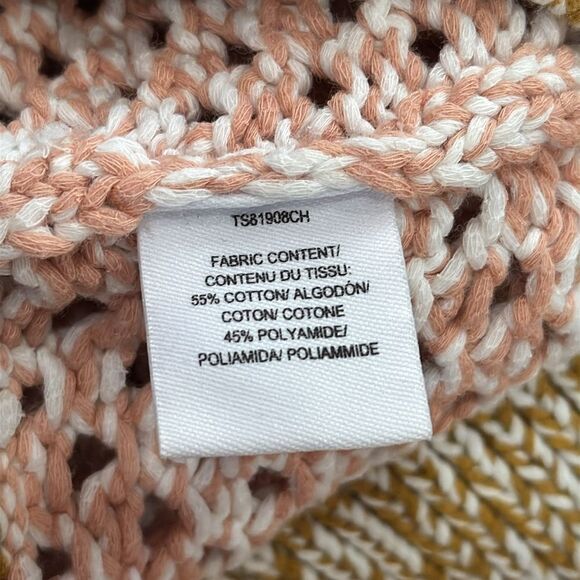 TS81908CH
FABRIC CONTENT/
CONTENU DU TISSU:
55% COTTON/ ALGODÓN/
COTON/ COTONE
45% POLYAMIDE/
POLIAMIDA/ POLIAMMIDE